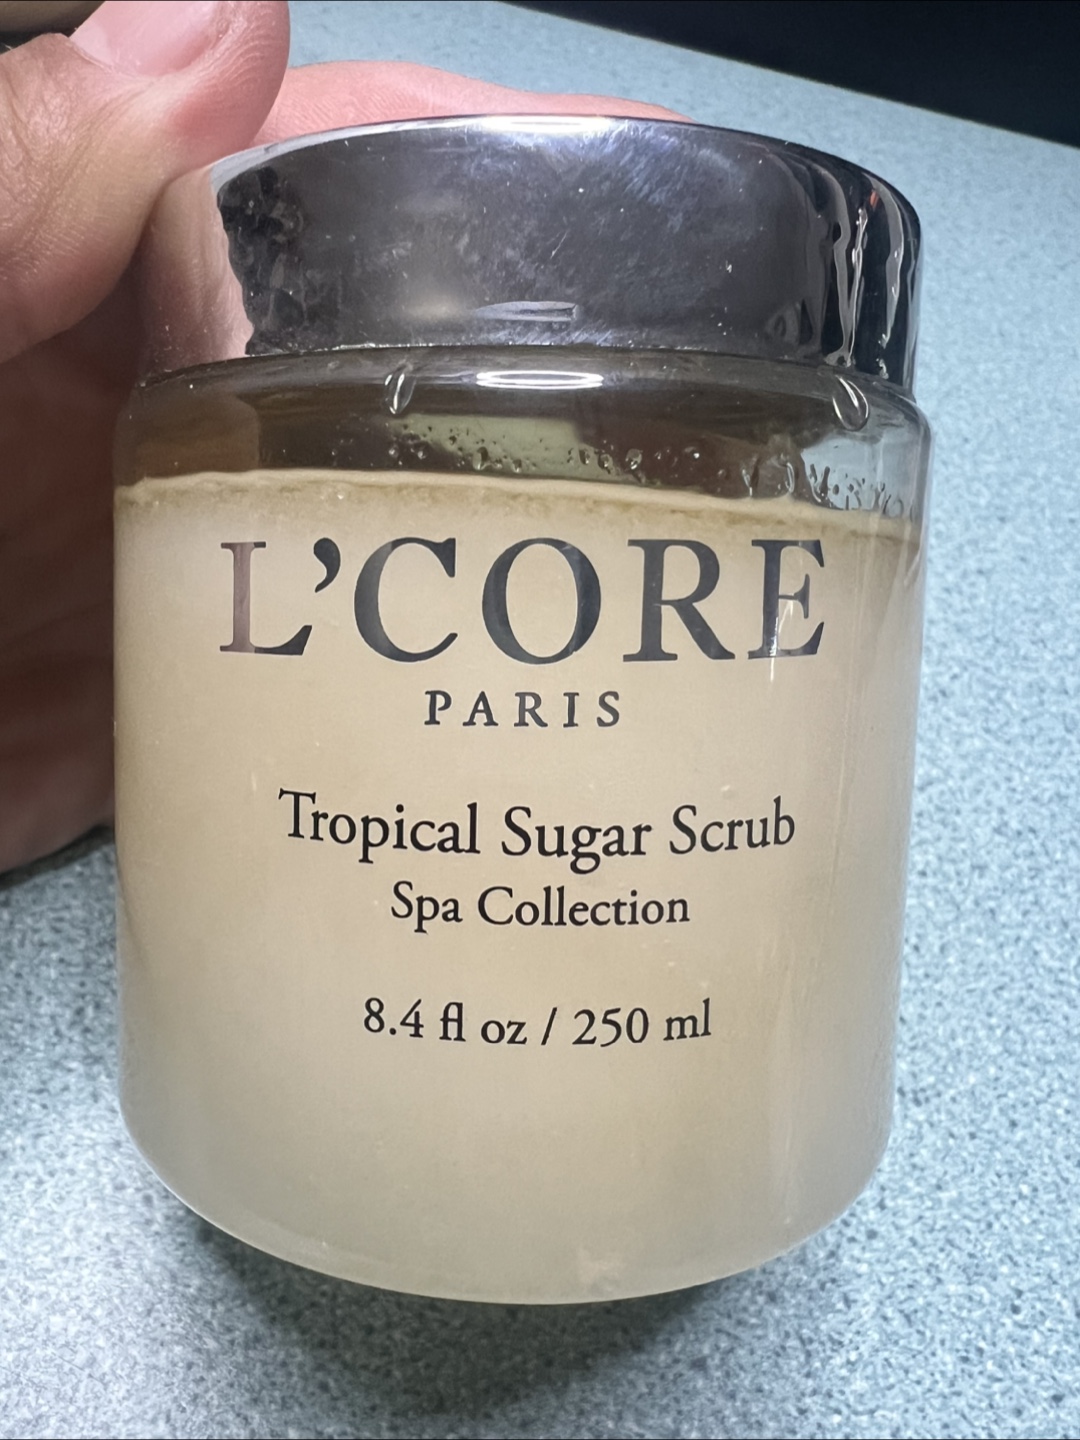 L'CORE
PARIS
Tropical Sugar Scrub
Spa Collection
8.4 fl oz / 250 ml